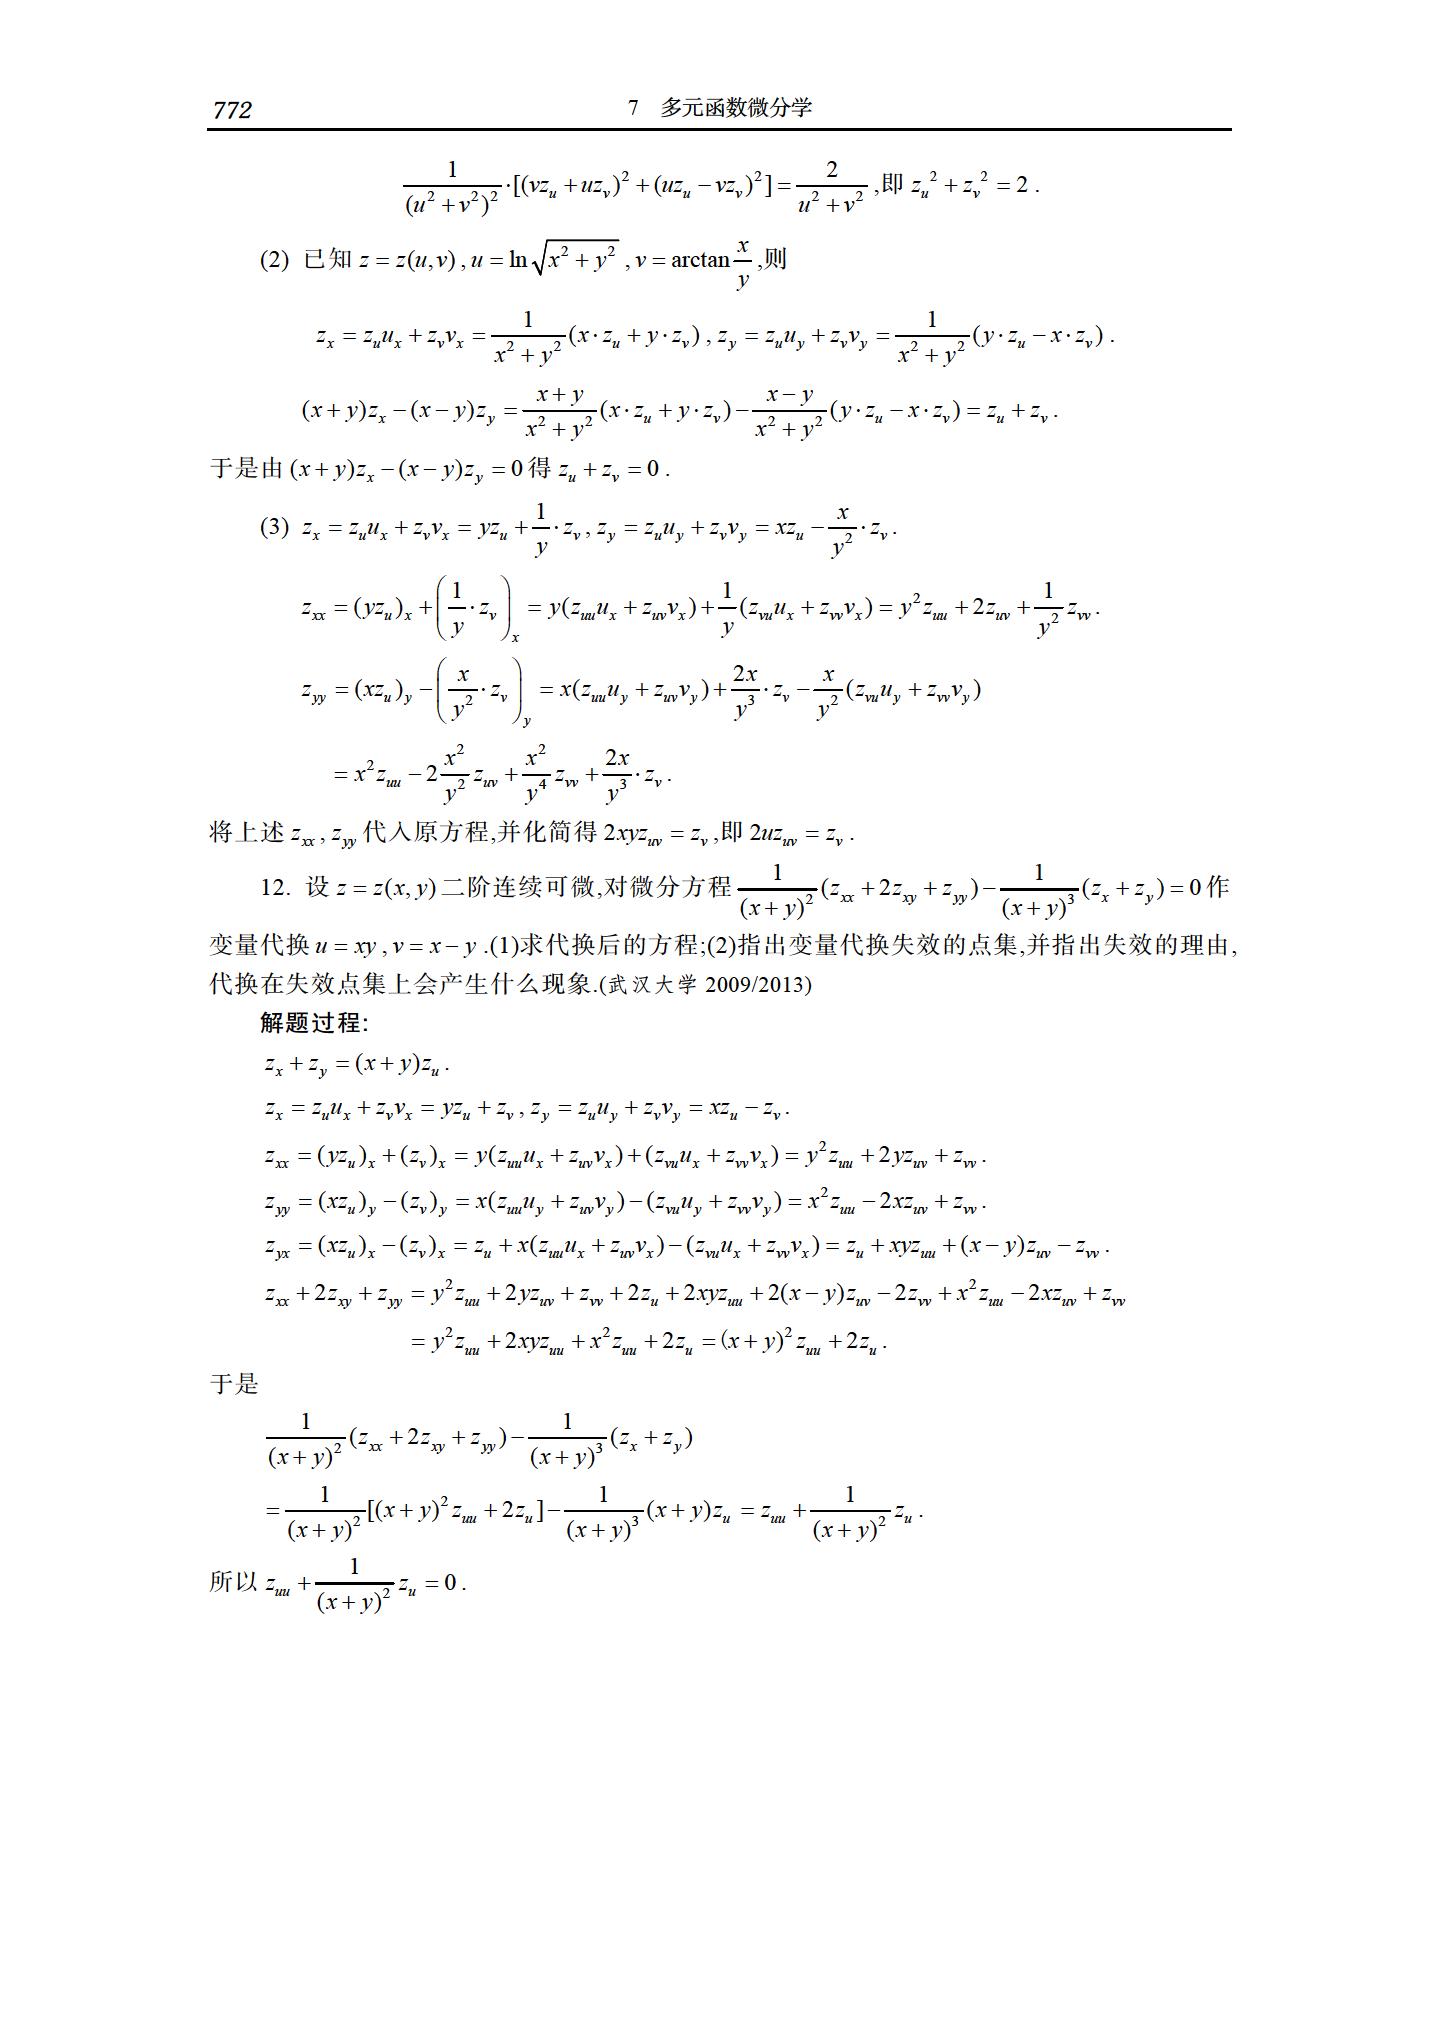 772 7 多元函数微分学
$\frac{1}{(u^2+v^2)^2}\cdot[(vz_u+uz_v)^2+(uz_u-vz_v)^2]=\frac{2}{u^2+v^2}$,即 $z_u{}^2+z_v{}^2=2$.
(2) 已知 $z=z(u,v)$, $u=\ln\sqrt{x^2+y^2}$, $v=\arctan\frac{x}{y}$,则
$z_x=z_uu_x+z_vv_x=\frac{1}{x^2+y^2}(x\cdot z_u+y\cdot z_v)$, $z_y=z_uu_y+z_vv_y=\frac{1}{x^2+y^2}(y\cdot z_u-x\cdot z_v)$.
$(x+y)z_x-(x-y)z_y=\frac{x+y}{x^2+y^2}(x\cdot z_u+y\cdot z_v)-\frac{x-y}{x^2+y^2}(y\cdot z_u-x\cdot z_v)=z_u+z_v$.
于是由 $(x+y)z_x-(x-y)z_y=0$ 得 $z_u+z_v=0$.
(3) $z_x=z_uu_x+z_vv_x=yz_u+\frac{1}{y}\cdot z_v$, $z_y=z_uu_y+z_vv_y=xz_u-\frac{x}{y^2}\cdot z_v$.
$z_{xx}=(yz_u)_x+\left(\frac{1}{y}\cdot z_v\right)_x=y(z_{uu}u_x+z_{uv}v_x)+\frac{1}{y}(z_{vu}u_x+z_{vv}v_x)=y^2z_{uu}+2z_{uv}+\frac{1}{y^2}z_{vv}$.
$z_{yy}=(xz_u)_y-\left(\frac{x}{y^2}\cdot z_v\right)_y=x(z_{uu}u_y+z_{uv}v_y)+\frac{2x}{y^3}\cdot z_v-\frac{x}{y^2}(z_{vu}u_y+z_{vv}v_y)$
$=x^2z_{uu}-2\frac{x^2}{y^2}z_{uv}+\frac{x^2}{y^4}z_{vv}+\frac{2x}{y^3}\cdot z_v$.
将上述 $z_{xx}$, $z_{yy}$ 代入原方程,并化简得 $2xyz_{uv}=z_v$,即 $2uz_{uv}=z_v$.
12. 设 $z=z(x,y)$ 二阶连续可微,对微分方程 $\frac{1}{(x+y)^2}(z_{xx}+2z_{xy}+z_{yy})-\frac{1}{(x+y)^3}(z_x+z_y)=0$ 作
变量代换 $u=xy$, $v=x-y$.(1)求代换后的方程;(2)指出变量代换失效的点集,并指出失效的理由,
代换在失效点集上会产生什么现象.(武汉大学 2009/2013)
解题过程:
$z_x+z_y=(x+y)z_u$.
$z_x=z_uu_x+z_vv_x=yz_u+z_v$, $z_y=z_uu_y+z_vv_y=xz_u-z_v$.
$z_{xx}=(yz_u)_x+(z_v)_x=y(z_{uu}u_x+z_{uv}v_x)+(z_{vu}u_x+z_{vv}v_x)=y^2z_{uu}+2yz_{uv}+z_{vv}$.
$z_{yy}=(xz_u)_y-(z_v)_y=x(z_{uu}u_y+z_{uv}v_y)-(z_{vu}u_y+z_{vv}v_y)=x^2z_{uu}-2xz_{uv}+z_{vv}$.
$z_{yx}=(xz_u)_x-(z_v)_x=z_u+x(z_{uu}u_x+z_{uv}v_x)-(z_{vu}u_x+z_{vv}v_x)=z_u+xyz_{uu}+(x-y)z_{uv}-z_{vv}$.
$z_{xx}+2z_{xy}+z_{yy}=y^2z_{uu}+2yz_{uv}+z_{vv}+2z_u+2xyz_{uu}+2(x-y)z_{uv}-2z_{vv}+x^2z_{uu}-2xz_{uv}+z_{vv}$
$=y^2z_{uu}+2xyz_{uu}+x^2z_{uu}+2z_u=(x+y)^2z_{uu}+2z_u$.
于是
$\frac{1}{(x+y)^2}(z_{xx}+2z_{xy}+z_{yy})-\frac{1}{(x+y)^3}(z_x+z_y)$
$=\frac{1}{(x+y)^2}[(x+y)^2z_{uu}+2z_u]-\frac{1}{(x+y)^3}(x+y)z_u=z_{uu}+\frac{1}{(x+y)^2}z_u$.
所以 $z_{uu}+\frac{1}{(x+y)^2}z_u=0$.